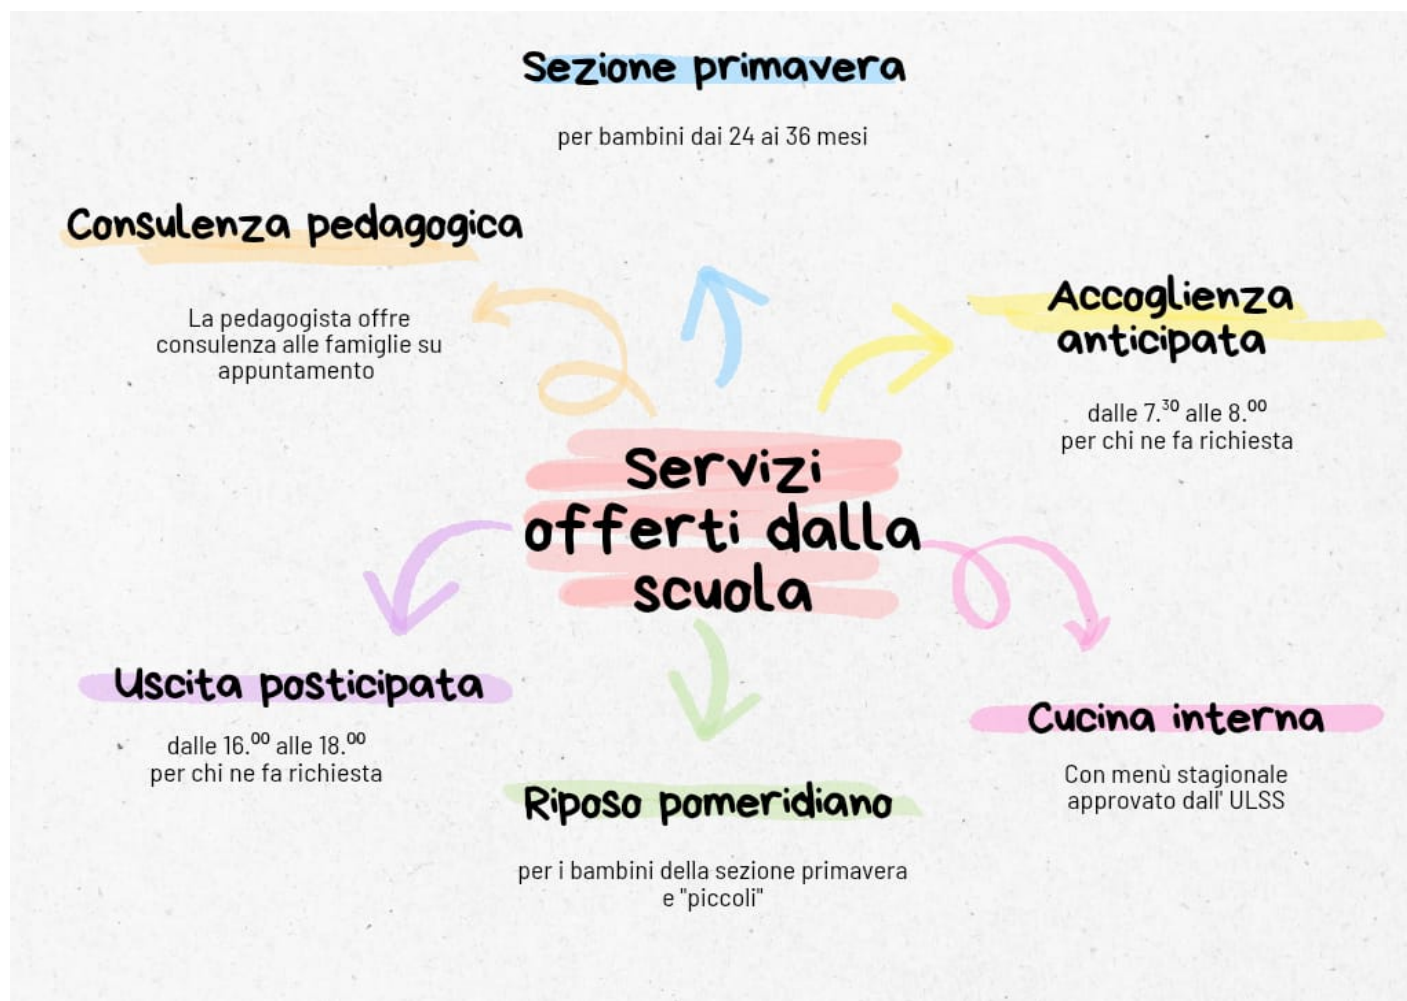 Sezione primavera
per bambini dai 24 ai 36 mesi
Consulenza pedagogica
La pedagogista offre
consulenza alle famiglie su
appuntamento
Accoglienza
anticipata
dalle 7.³⁰ alle 8.⁰⁰
per chi ne fa richiesta
Servizi
offerti dalla
scuola
Uscita posticipata
dalle 16.⁰⁰ alle 18.⁰⁰
per chi ne fa richiesta
Cucina interna
Con menù stagionale
approvato dall' ULSS
Riposo pomeridiano
per i bambini della sezione primavera
e "piccoli"